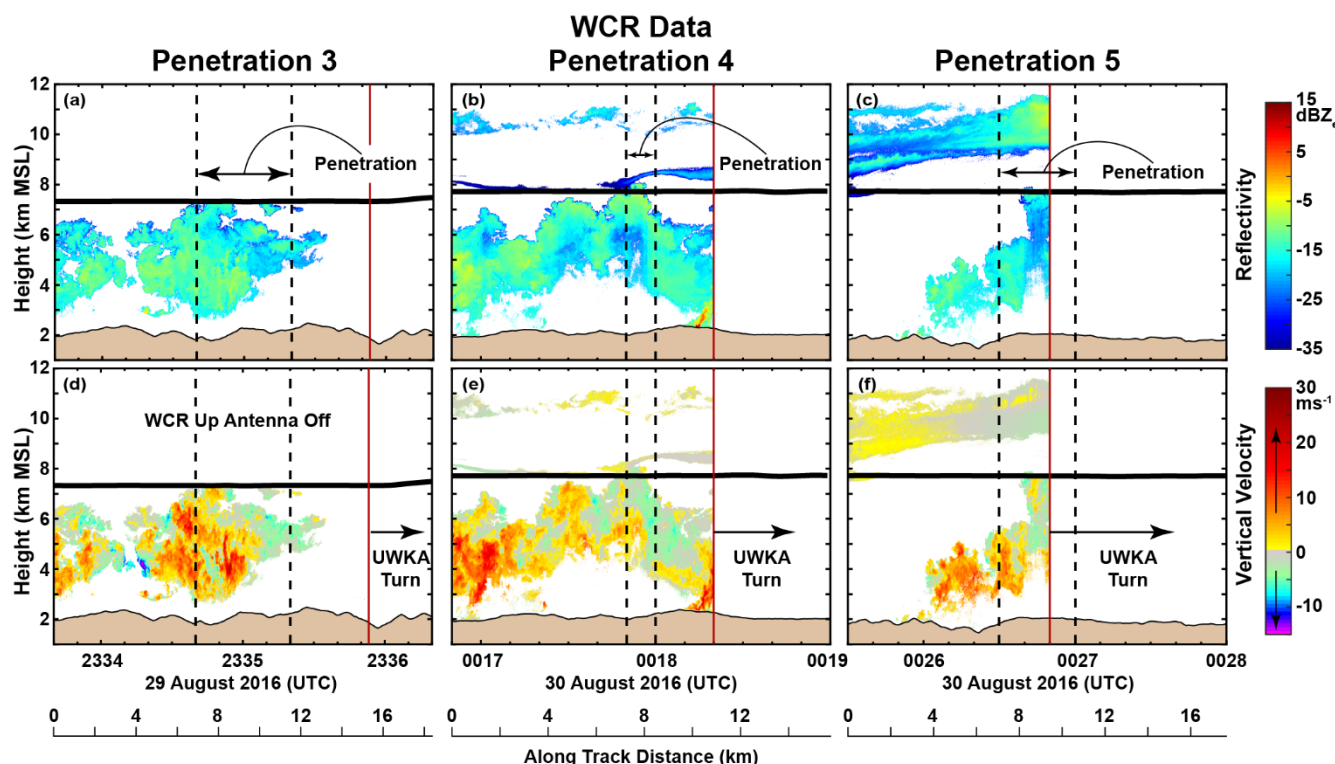 WCR Data
Penetration 3
Penetration 4
Penetration 5
12
10
8
6
4
2
Height (km MSL)
(a)
Penetration
(b)
Penetration
(c)
Penetration
15
dBZe
5
-5
-15
-25
-35
Reflectivity
12
10
8
6
4
2
Height (km MSL)
(d)
WCR Up Antenna Off
UWKA
Turn
(e)
UWKA
Turn
(f)
UWKA
Turn
30
ms-1
20
10
0
-10
Vertical Velocity
2334 2335 2336
29 August 2016 (UTC)
0017 0018 0019
30 August 2016 (UTC)
0026 0027 0028
30 August 2016 (UTC)
0 4 8 12 16
0 4 8 12
0 4 8 12 16
Along Track Distance (km)